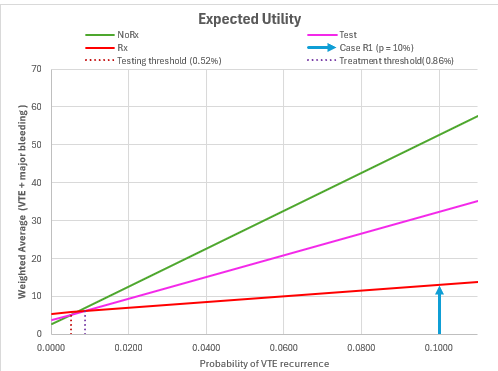 Expected Utility
NoRx
Test
Rx
Case R1 (p = 10%)
Testing threshold (0.52%)
Treatment threshold(0.86%)
70
60
50
40
30
20
10
0
Weighted Average (VTE + major bleeding)
0.0000 0.0200 0.0400 0.0600 0.0800 0.1000
Probability of VTE recurrence